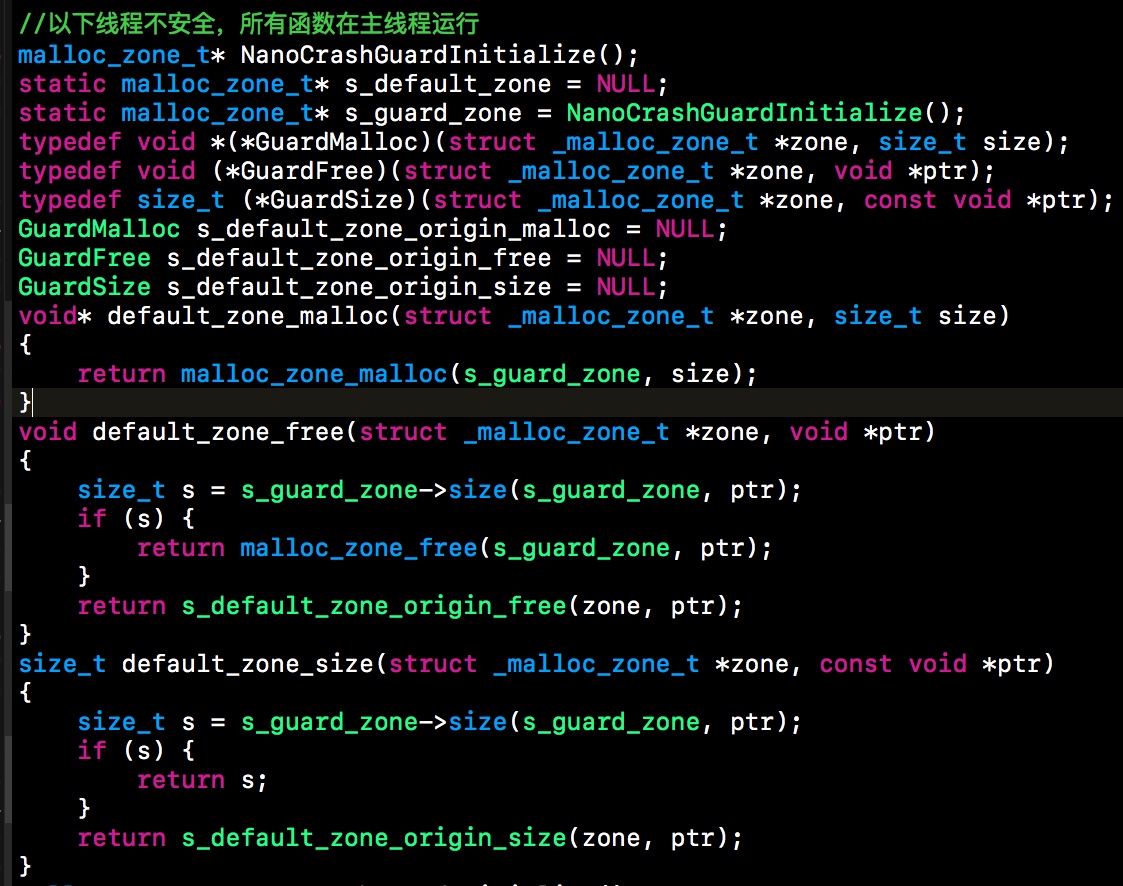 //以下线程不安全，所有函数在主线程运行
malloc_zone_t* NanoCrashGuardInitialize();
static malloc_zone_t* s_default_zone = NULL;
static malloc_zone_t* s_guard_zone = NanoCrashGuardInitialize();
typedef void *(*GuardMalloc)(struct _malloc_zone_t *zone, size_t size);
typedef void (*GuardFree)(struct _malloc_zone_t *zone, void *ptr);
typedef size_t (*GuardSize)(struct _malloc_zone_t *zone, const void *ptr);
GuardMalloc s_default_zone_origin_malloc = NULL;
GuardFree s_default_zone_origin_free = NULL;
GuardSize s_default_zone_origin_size = NULL;
void* default_zone_malloc(struct _malloc_zone_t *zone, size_t size)
{
    return malloc_zone_malloc(s_guard_zone, size);
}
void default_zone_free(struct _malloc_zone_t *zone, void *ptr)
{
    size_t s = s_guard_zone->size(s_guard_zone, ptr);
    if (s) {
        return malloc_zone_free(s_guard_zone, ptr);
    }
    return s_default_zone_origin_free(zone, ptr);
}
size_t default_zone_size(struct _malloc_zone_t *zone, const void *ptr)
{
    size_t s = s_guard_zone->size(s_guard_zone, ptr);
    if (s) {
        return s;
    }
    return s_default_zone_origin_size(zone, ptr);
}